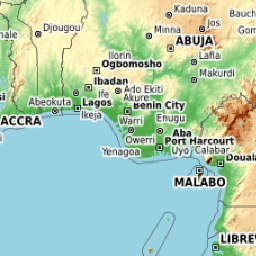 Kaduna
Jos
Djougou
Minna
ABUJA
Ilorin
Ogbomosho
Lafia
Makurdi
Ibadan
Ife
Ado Ekiti
Akure
Abeokuta
Lagos
Benin City
Ikeja
Warri
Enugu
ACCRA
Owerri
Aba
Port Harcourt
Yenagoa
Uyo
Calabar
Douala
MALABO
LIBREV